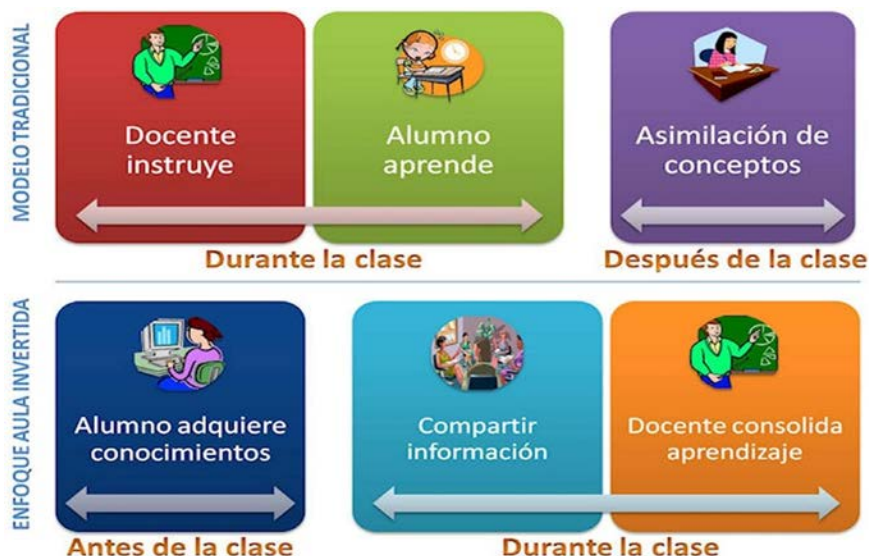 MODELO TRADICIONAL
Docente
instruye
Alumno
aprende
Asimilación de
conceptos
Durante la clase
Después de la clase
ENFOQUE AULA INVERTIDA
Alumno adquiere
conocimientos
Compartir
información
Docente consolida
aprendizaje
Antes de la clase
Durante la clase